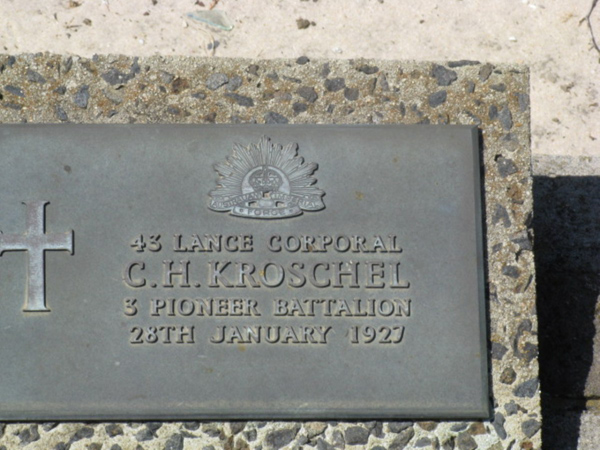 43 LANCE CORPORAL
C.H. KROSCHEL
3 PIONEER BATTALION
28TH JANUARY 1927